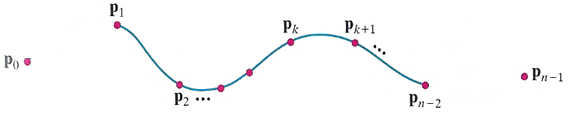 p₁
pₖ pₖ₊₁
p₀
pₙ₋₁
p₂ ...
pₙ₋₂